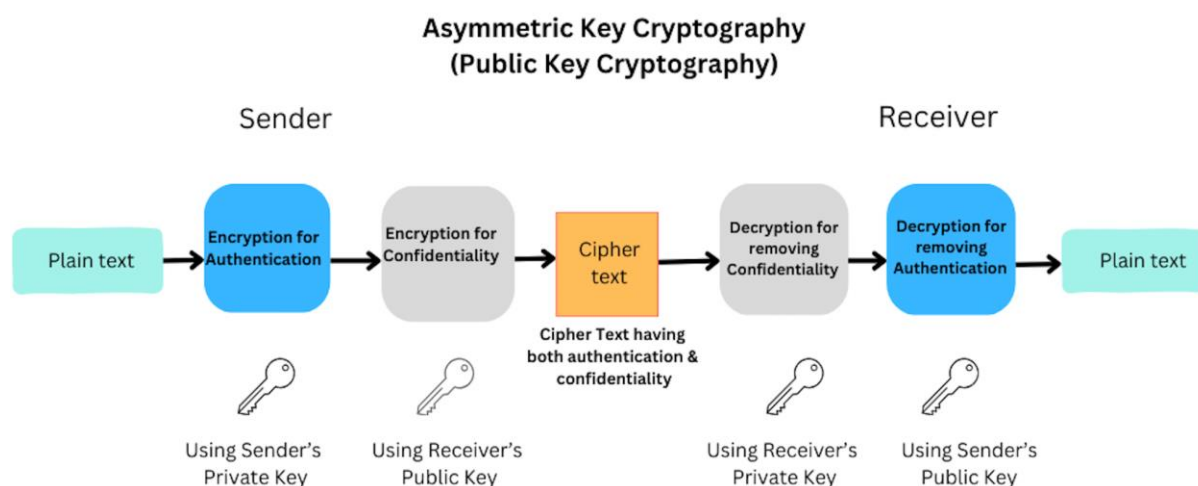 Asymmetric Key Cryptography
(Public Key Cryptography)
Sender
Receiver
Plain text
Encryption for
Authentication
Encryption for
Confidentiality
Cipher
text
Decryption for
removing
Confidentiality
Decryption for
removing
Authentication
Plain text
Cipher Text having
both authentication &
confidentiality
Using Sender's
Private Key
Using Receiver's
Public Key
Using Receiver's
Private Key
Using Sender's
Public Key